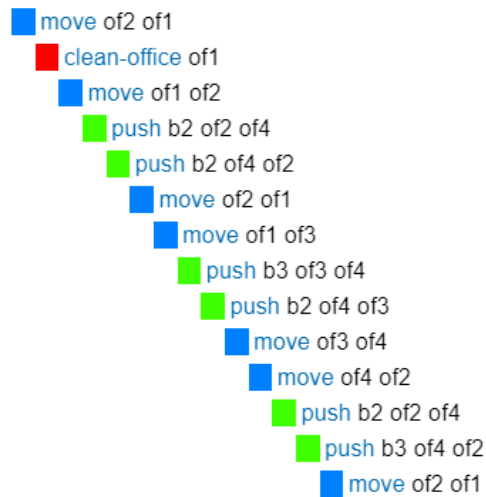 move of2 of1
clean-office of1
move of1 of2
push b2 of2 of4
push b2 of4 of2
move of2 of1
move of1 of3
push b3 of3 of4
push b2 of4 of3
move of3 of4
move of4 of2
push b2 of2 of4
push b3 of4 of2
move of2 of1